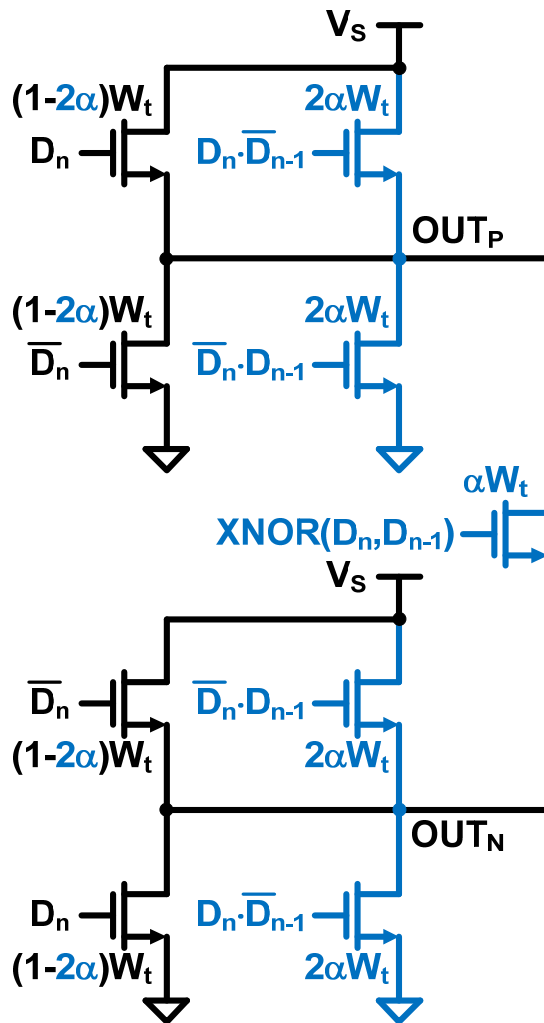 V_S
(1-2α)W_t
2αW_t
D_n
D_n·D̅_n-1
OUT_P
(1-2α)W_t
2αW_t
D̅_n
D̅_n·D_n-1
αW_t
XNOR(D_n,D_n-1)
V_S
D̅_n
D̅_n·D_n-1
(1-2α)W_t
2αW_t
OUT_N
D_n
D_n·D̅_n-1
(1-2α)W_t
2αW_t